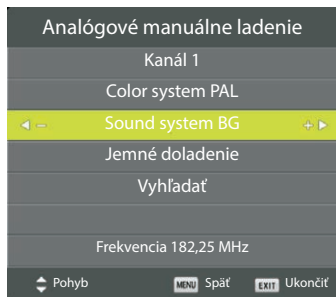 Analógové manuálne ladenie
Kanál 1
Color system PAL
– Sound system BG +
Jemné doladenie
Vyhľadať
Frekvencia 182,25 MHz
Pohyb MENU Späť EXIT Ukončiť